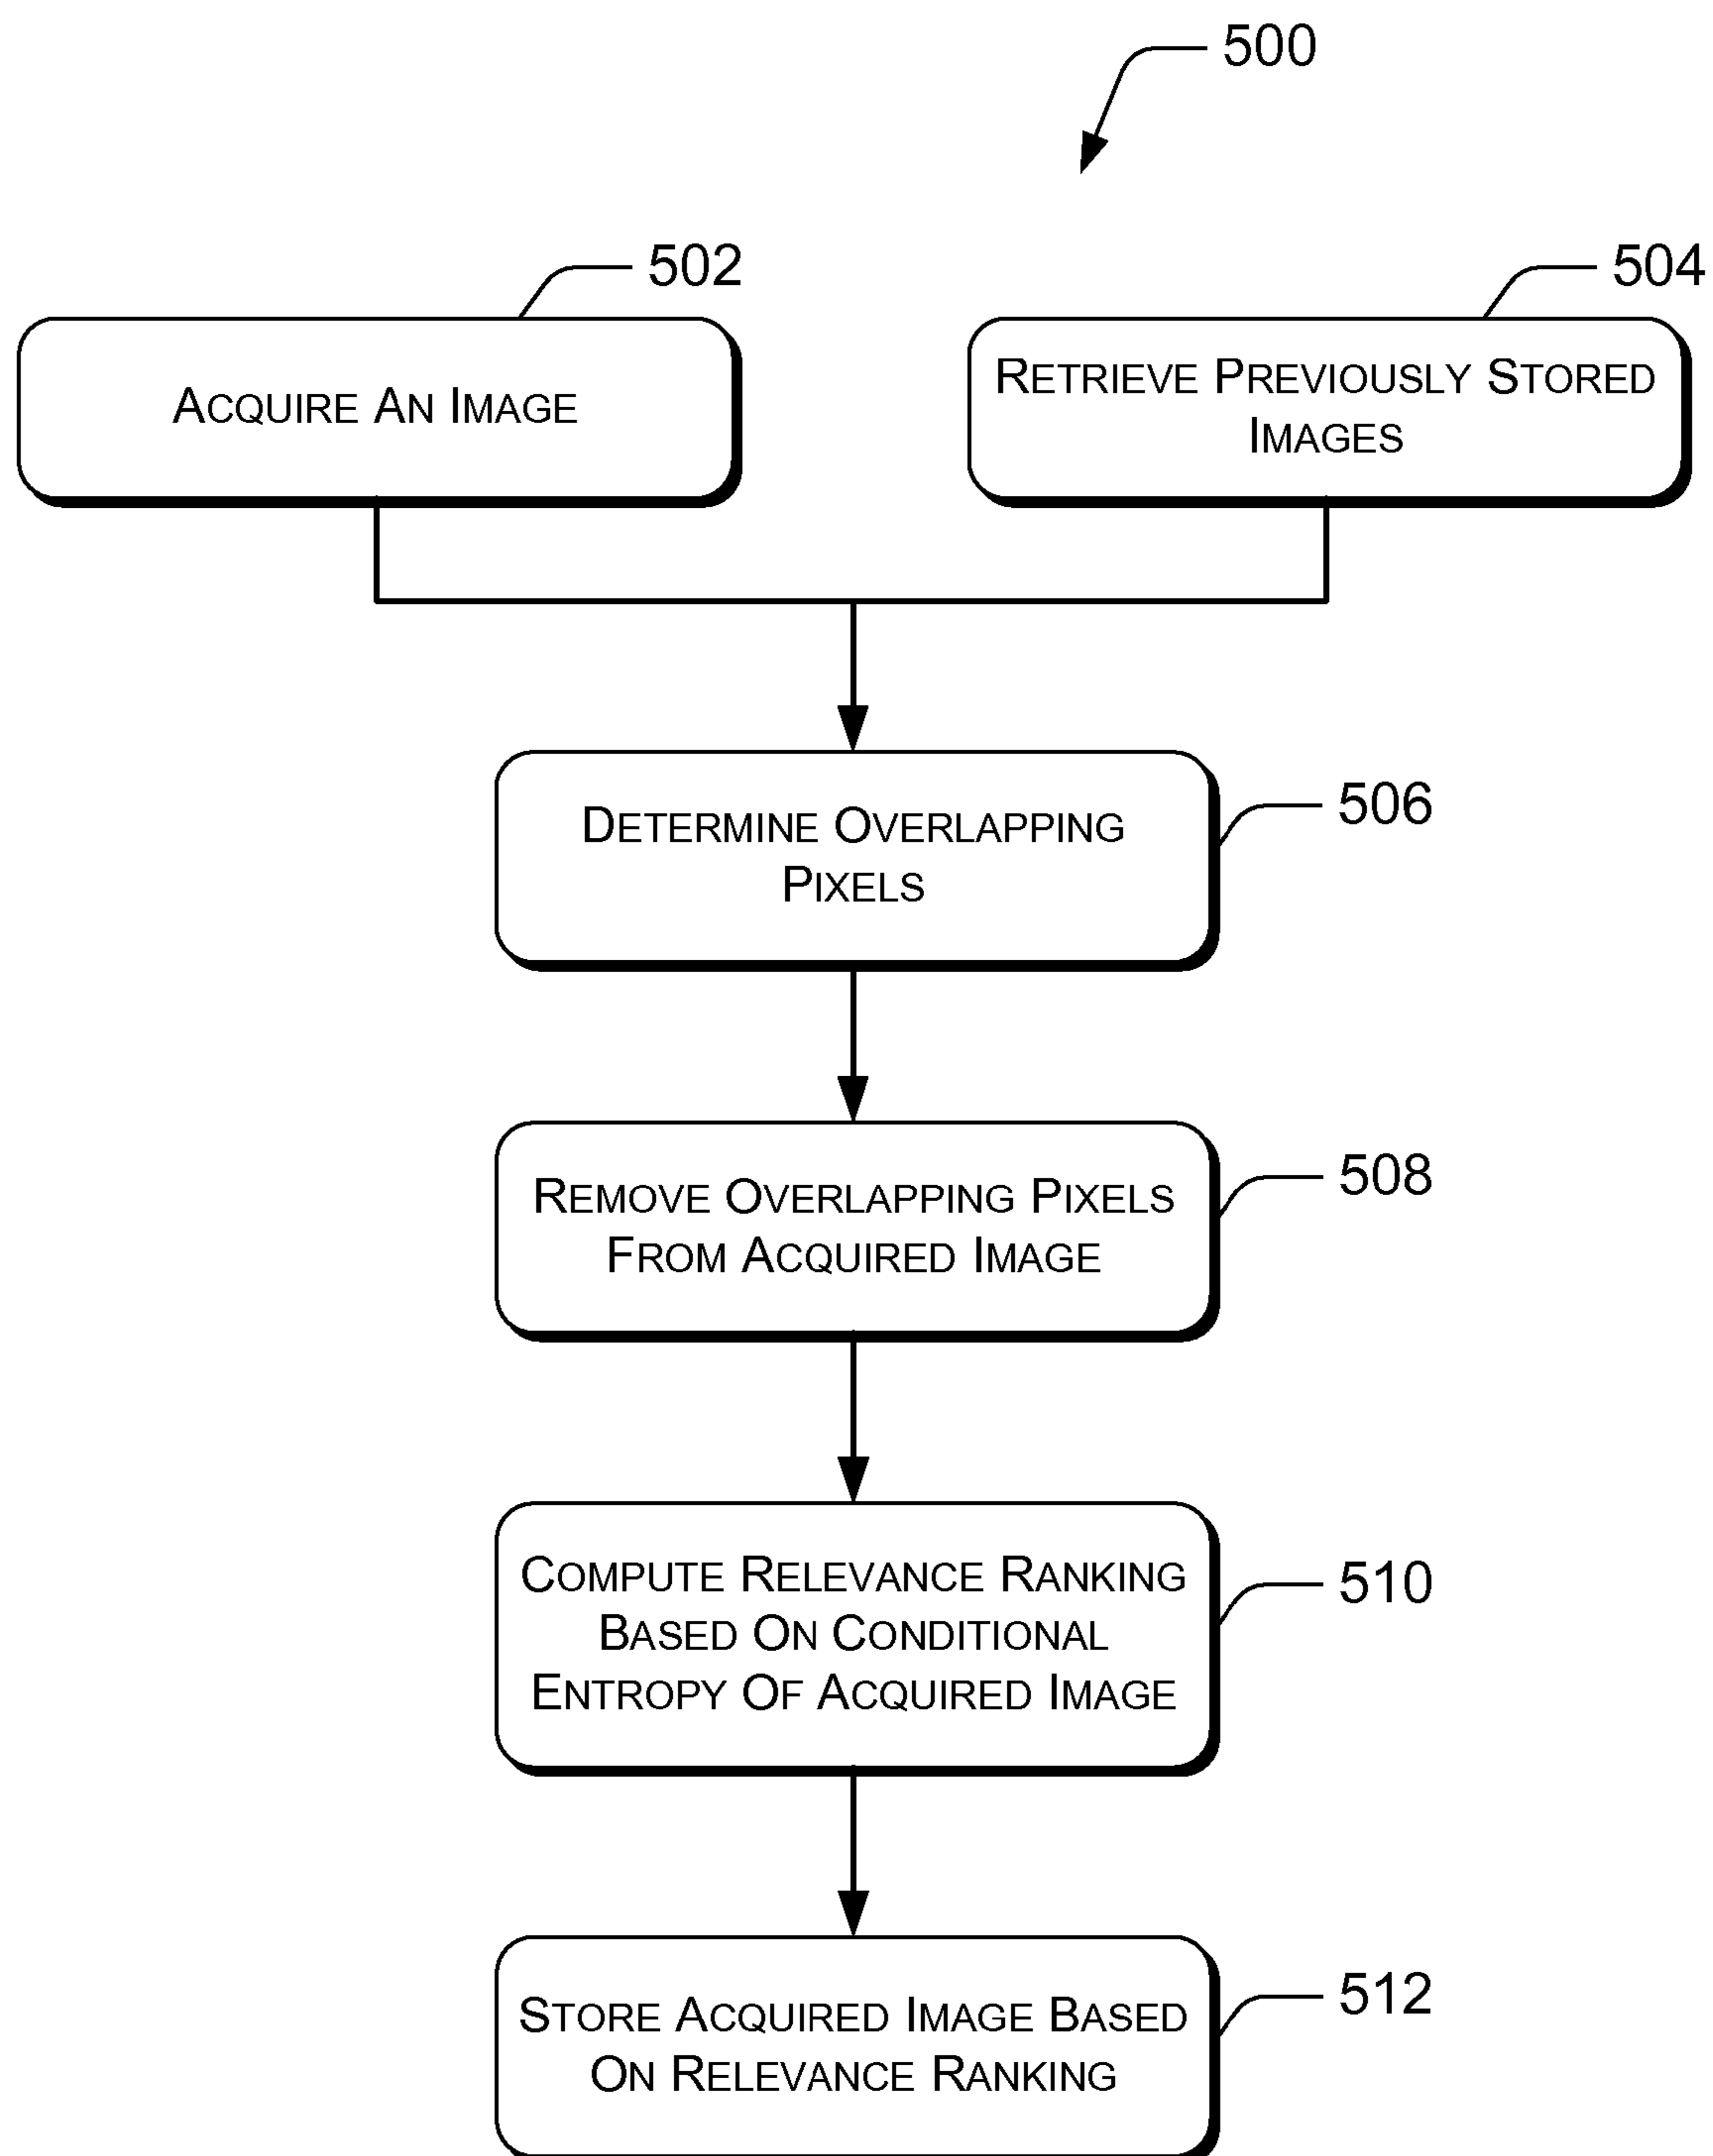 500
502
504
ACQUIRE AN IMAGE
RETRIEVE PREVIOUSLY STORED
IMAGES
DETERMINE OVERLAPPING
PIXELS
506
REMOVE OVERLAPPING PIXELS
FROM ACQUIRED IMAGE
508
COMPUTE RELEVANCE RANKING
BASED ON CONDITIONAL
ENTROPY OF ACQUIRED IMAGE
510
STORE ACQUIRED IMAGE BASED
ON RELEVANCE RANKING
512